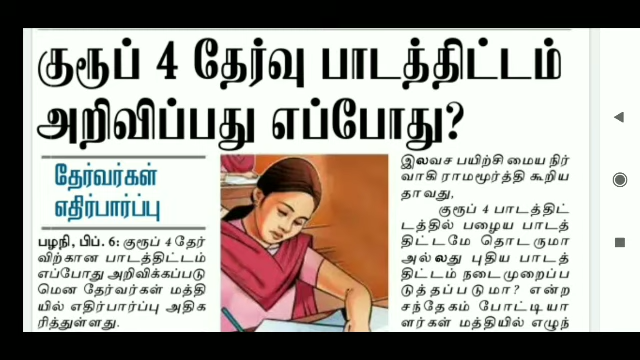 குரூப் 4 தேர்வு பாடத்திட்டம்
அறிவிப்பது எப்போது?
தேர்வர்கள்
எதிர்பார்ப்பு
பழநி, பிப். 6: குரூப் 4 தேர்
விற்கான பாடத்திட்டம்
எப்போது அறிவிக்கப்படு
மென தேர்வர்கள் மத்தி
யில் எதிர்பார்ப்பு அதிக
ரித்துள்ளது.
இலவச பயிற்சி மைய நிர்
வாகி ராமமூர்த்தி கூறிய
தாவது,
குரூப் 4 பாடத்திட்
டத்தில் பழைய பாடத்
திட்டமே தொடருமா
அல்லது புதிய பாடத்
திட்டம் நடைமுறைப்ப
டுத்தப்படுமா? என்ற
சந்தேகம் போட்டியா
ளர்கள் மத்தியில் எழுந்